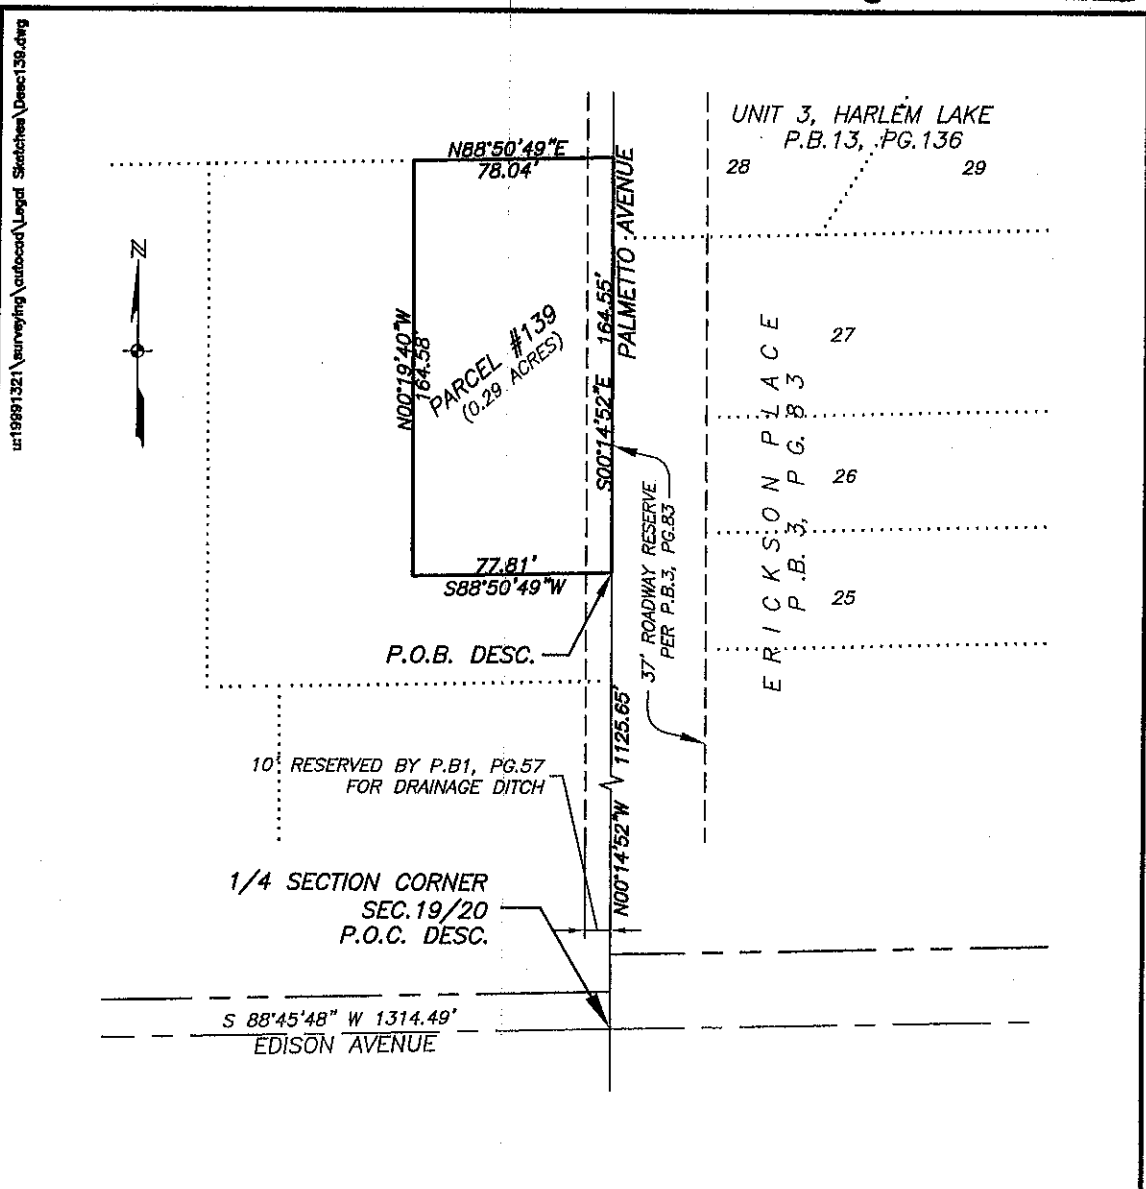 u:19991321\surveying\autocad\Legal Sketches\Desc139.dwg
UNIT 3, HARLEM LAKE
P.B.13, PG.136
28
29
N88°50'49"E
78.04'
PALMETTO AVENUE
N
N00°19'40"W
164.58'
PARCEL #139
(0.29 ACRES)
S00°14'52"E 164.55'
ERICKSON PLACE
P.B. 3, PG. 83
27
26
25
37' ROADWAY RESERVE
PER P.B.3, PG.83
77.81'
S88°50'49"W
P.O.B. DESC.
N00°14'52"W 1125.65'
10' RESERVED BY P.B1, PG.57
FOR DRAINAGE DITCH
1/4 SECTION CORNER
SEC.19/20
P.O.C. DESC.
S 88°45'48" W 1314.49'
EDISON AVENUE